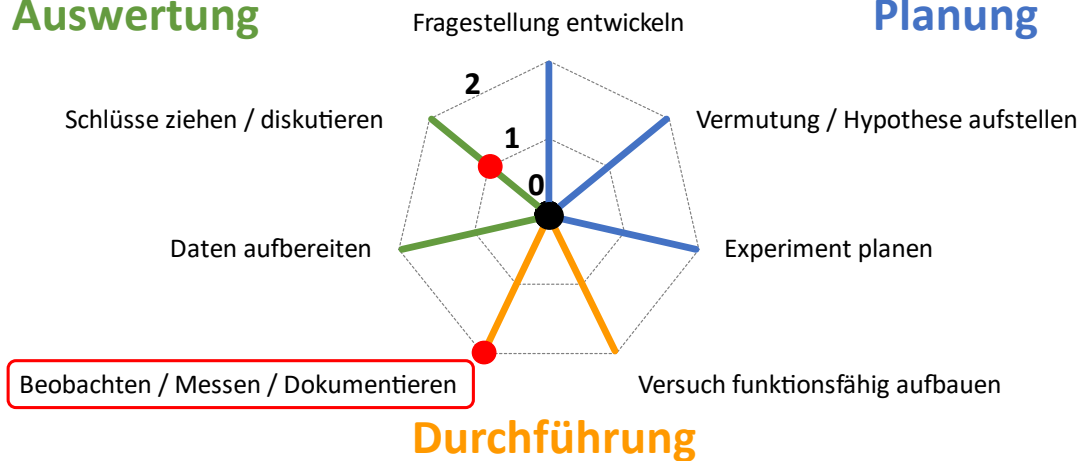 Auswertung
Fragestellung entwickeln
Planung
2
Schlüsse ziehen / diskutieren
Vermutung / Hypothese aufstellen
1
0
Daten aufbereiten
Experiment planen
Beobachten / Messen / Dokumentieren
Versuch funktionsfähig aufbauen
Durchführung